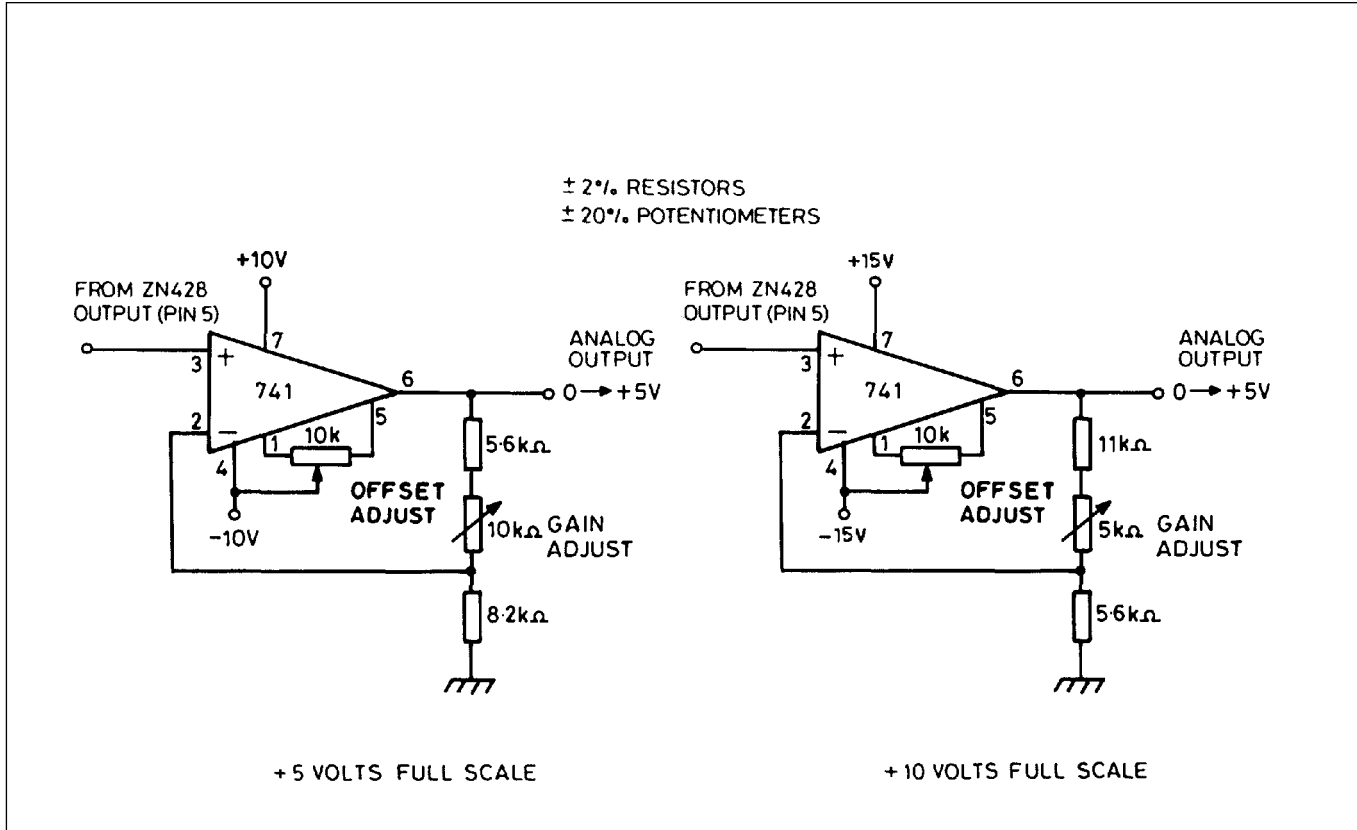 ± 2% RESISTORS
± 20% POTENTIOMETERS
+10V
FROM ZN428
OUTPUT (PIN 5)
7
3
+
741
6
ANALOG
OUTPUT
0→+5V
2
−
5
1
10k
4
OFFSET
ADJUST
-10V
5·6kΩ
10kΩ GAIN
ADJUST
8·2kΩ
+ 5 VOLTS FULL SCALE
+15V
FROM ZN428
OUTPUT (PIN 5)
7
3
+
741
6
ANALOG
OUTPUT
0→+5V
2
−
5
1
10k
4
OFFSET
ADJUST
-15V
11kΩ
5kΩ GAIN
ADJUST
5·6kΩ
+ 10 VOLTS FULL SCALE